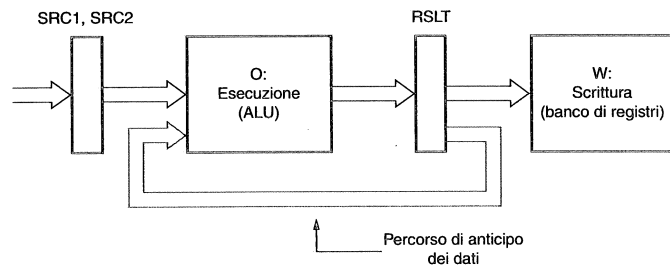 SRC1, SRC2
RSLT
O:
Esecuzione
(ALU)
W:
Scrittura
(banco di registri)
Percorso di anticipo
dei dati